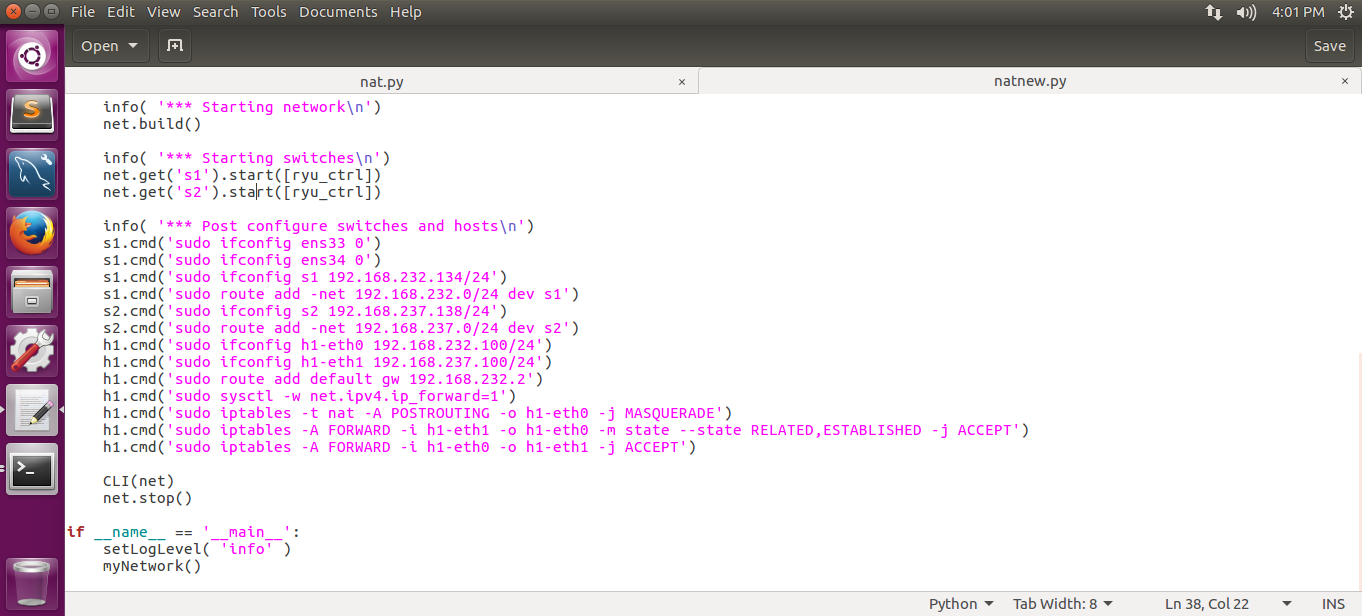 File Edit View Search Tools Documents Help
4:01 PM
Open
Save
nat.py ×
natnew.py ×
info( '*** Starting network\n')
net.build()
info( '*** Starting switches\n')
net.get('s1').start([ryu_ctrl])
net.get('s2').start([ryu_ctrl])
info( '*** Post configure switches and hosts\n')
s1.cmd('sudo ifconfig ens33 0')
s1.cmd('sudo ifconfig ens34 0')
s1.cmd('sudo ifconfig s1 192.168.232.134/24')
s1.cmd('sudo route add -net 192.168.232.0/24 dev s1')
s2.cmd('sudo ifconfig s2 192.168.237.138/24')
s2.cmd('sudo route add -net 192.168.237.0/24 dev s2')
h1.cmd('sudo ifconfig h1-eth0 192.168.232.100/24')
h1.cmd('sudo ifconfig h1-eth1 192.168.237.100/24')
h1.cmd('sudo route add default gw 192.168.232.2')
h1.cmd('sudo sysctl -w net.ipv4.ip_forward=1')
h1.cmd('sudo iptables -t nat -A POSTROUTING -o h1-eth0 -j MASQUERADE')
h1.cmd('sudo iptables -A FORWARD -i h1-eth1 -o h1-eth0 -m state --state RELATED,ESTABLISHED -j ACCEPT')
h1.cmd('sudo iptables -A FORWARD -i h1-eth0 -o h1-eth1 -j ACCEPT')
CLI(net)
net.stop()
if __name__ == '__main__':
setLogLevel( 'info' )
myNetwork()
Python Tab Width: 8 Ln 38, Col 22 INS